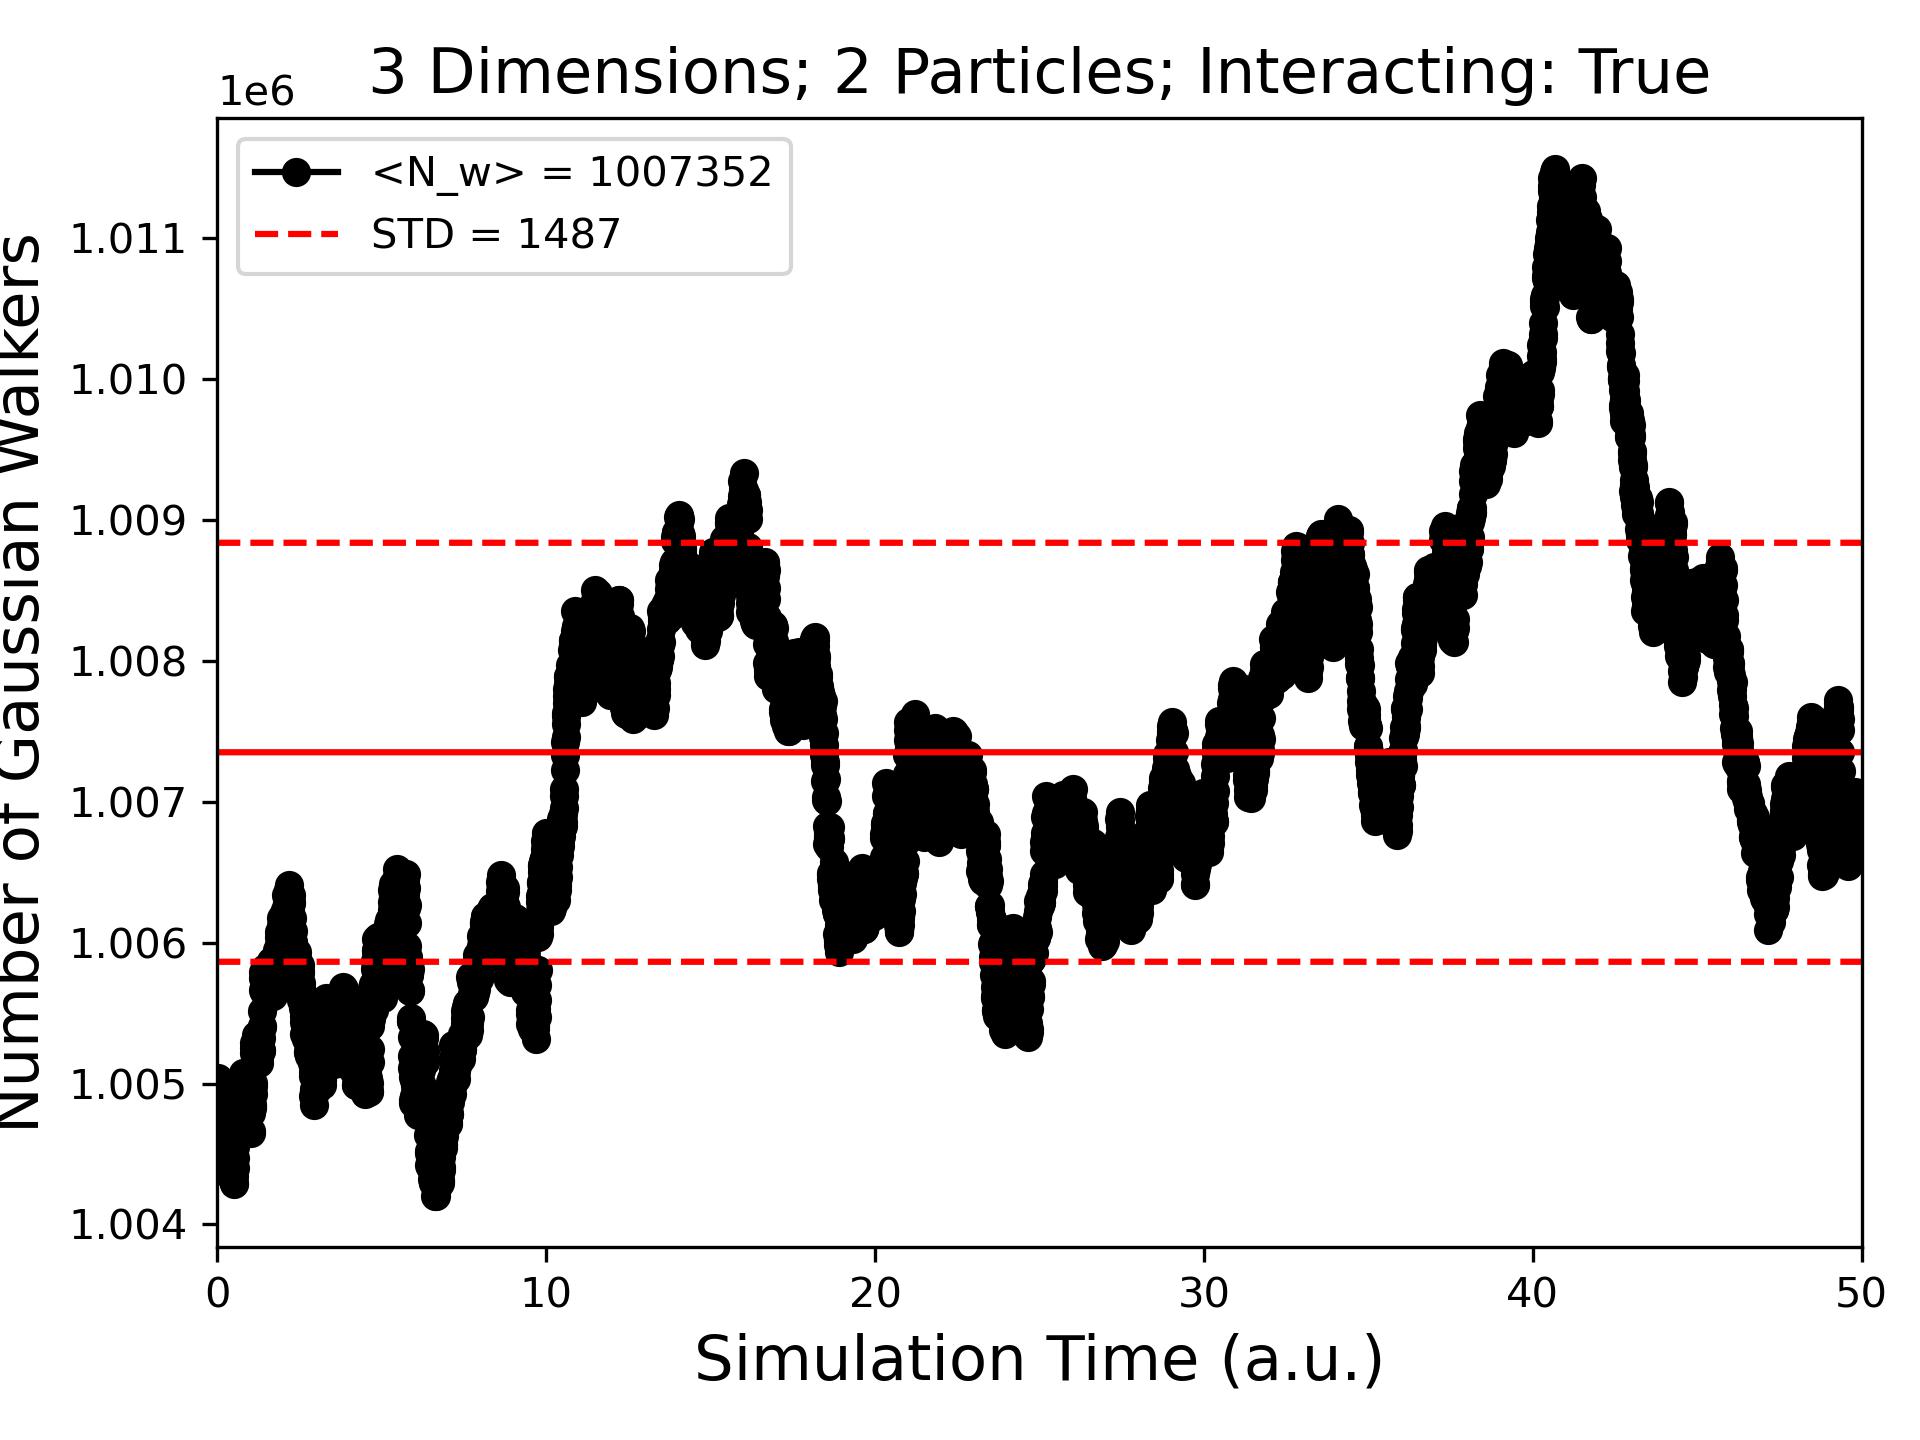 3 Dimensions; 2 Particles; Interacting: True
1e6
<N_w> = 1007352
STD = 1487
Number of Gaussian Walkers
1.011
1.010
1.009
1.008
1.007
1.006
1.005
1.004
0 10 20 30 40 50
Simulation Time (a.u.)